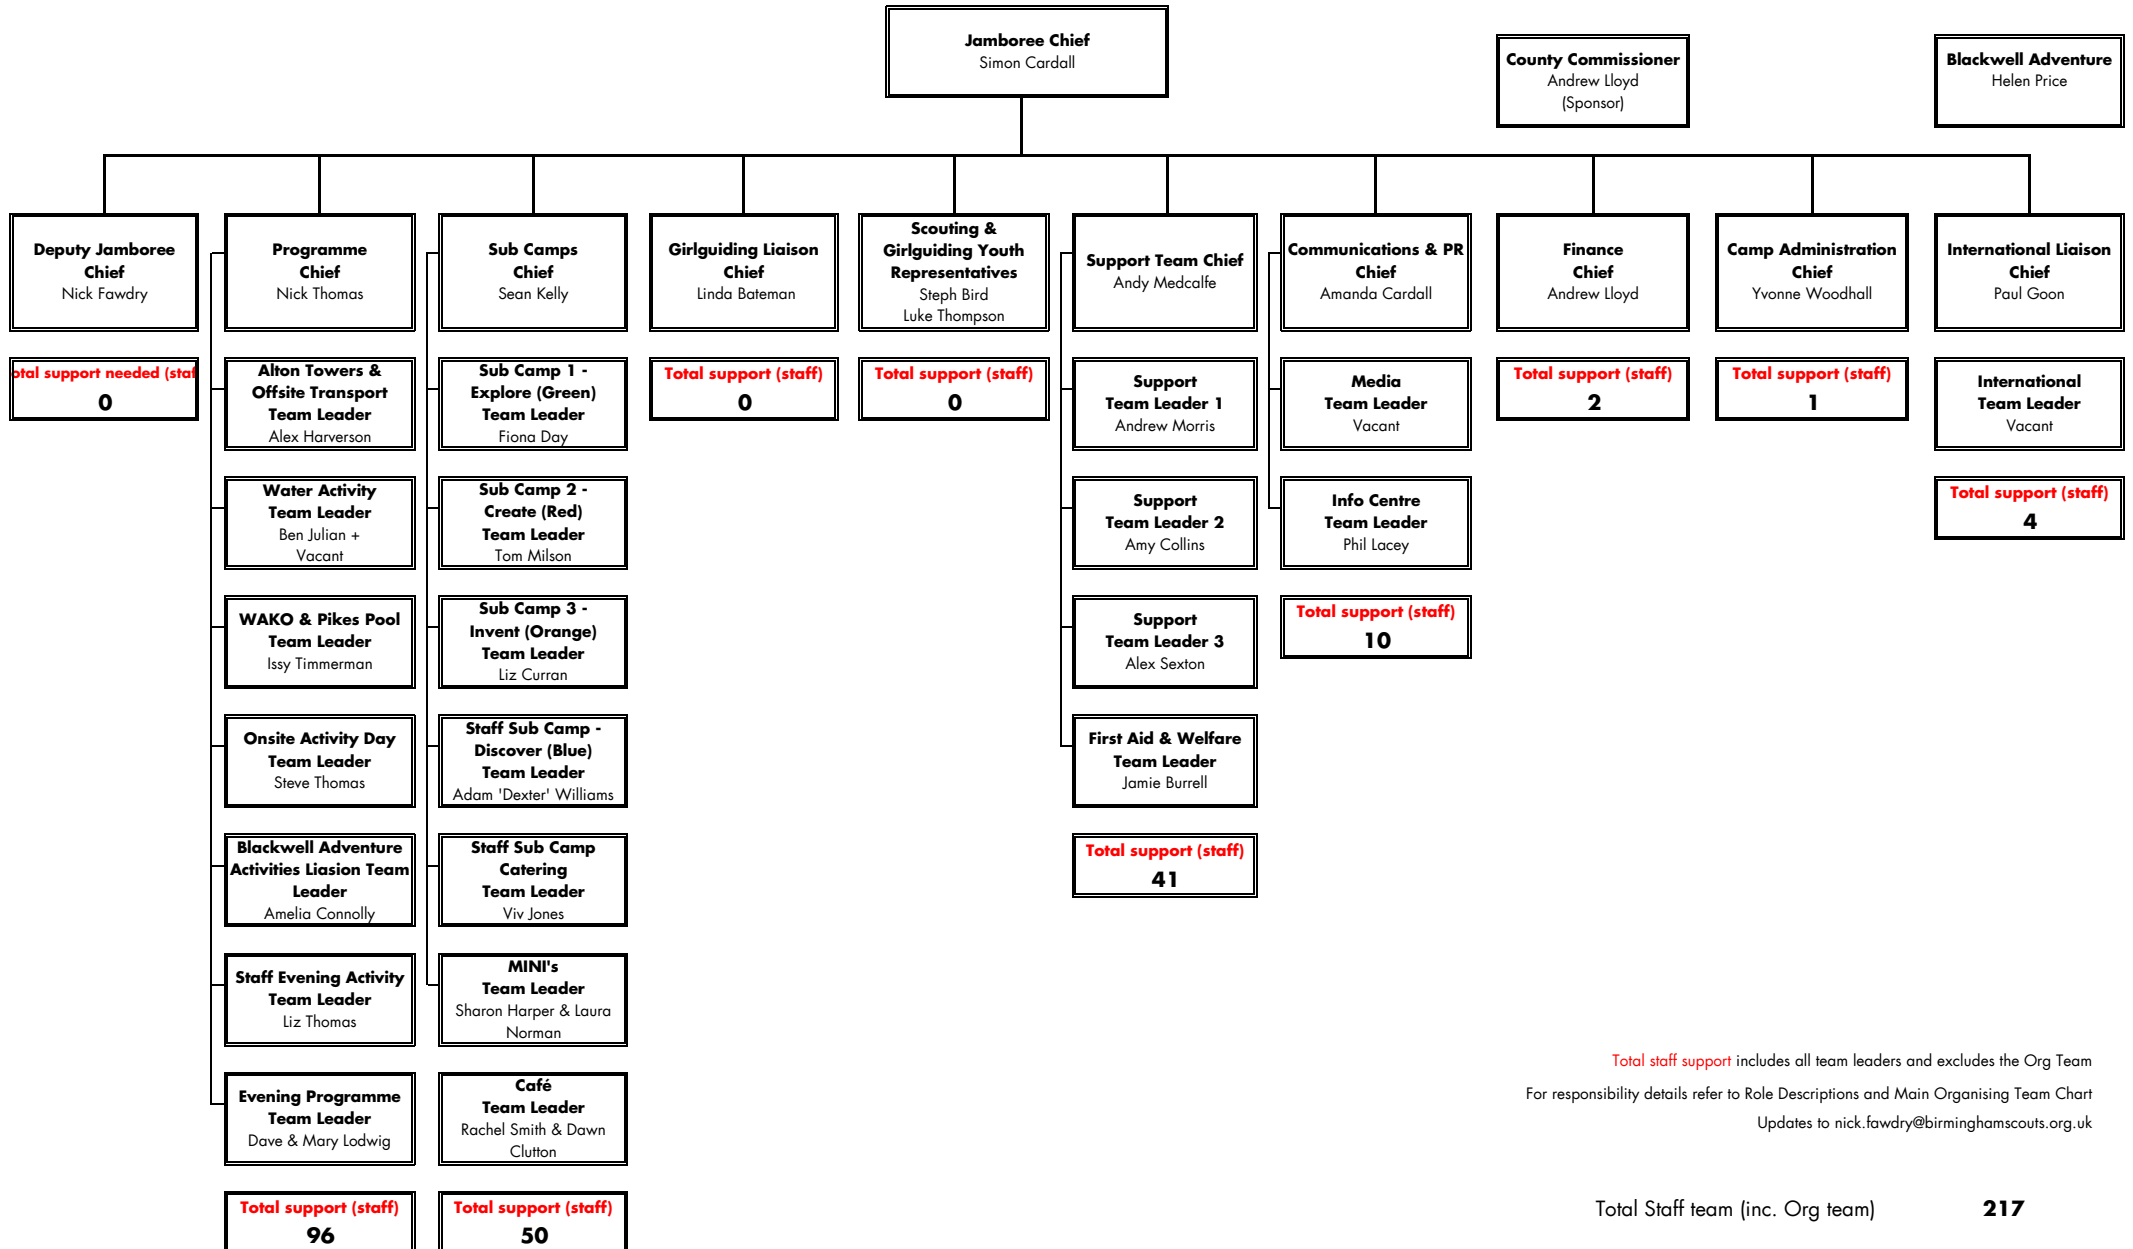 Jamboree Chief
Simon Cardall
County Commissioner
Andrew Lloyd
(Sponsor)
Blackwell Adventure
Helen Price
Deputy Jamboree
Chief
Nick Fawdry
otal support needed (staf
0
Programme
Chief
Nick Thomas
Alton Towers &
Offsite Transport
Team Leader
Alex Harverson
Water Activity
Team Leader
Ben Julian +
Vacant
WAKO & Pikes Pool
Team Leader
Issy Timmerman
Onsite Activity Day
Team Leader
Steve Thomas
Blackwell Adventure
Activities Liasion Team
Leader
Amelia Connolly
Staff Evening Activity
Team Leader
Liz Thomas
Evening Programme
Team Leader
Dave & Mary Lodwig
Total support (staff)
96
Sub Camps
Chief
Sean Kelly
Sub Camp 1 -
Explore (Green)
Team Leader
Fiona Day
Sub Camp 2 -
Create (Red)
Team Leader
Tom Milson
Sub Camp 3 -
Invent (Orange)
Team Leader
Liz Curran
Staff Sub Camp -
Discover (Blue)
Team Leader
Adam 'Dexter' Williams
Staff Sub Camp
Catering
Team Leader
Viv Jones
MINI's
Team Leader
Sharon Harper & Laura
Norman
Café
Team Leader
Rachel Smith & Dawn
Clutton
Total support (staff)
50
Girlguiding Liaison
Chief
Linda Bateman
Total support (staff)
0
Scouting &
Girlguiding Youth
Representatives
Steph Bird
Luke Thompson
Total support (staff)
0
Support Team Chief
Andy Medcalfe
Support
Team Leader 1
Andrew Morris
Support
Team Leader 2
Amy Collins
Support
Team Leader 3
Alex Sexton
First Aid & Welfare
Team Leader
Jamie Burrell
Total support (staff)
41
Communications & PR
Chief
Amanda Cardall
Media
Team Leader
Vacant
Info Centre
Team Leader
Phil Lacey
Total support (staff)
10
Finance
Chief
Andrew Lloyd
Total support (staff)
2
Camp Administration
Chief
Yvonne Woodhall
Total support (staff)
1
International Liaison
Chief
Paul Goon
International
Team Leader
Vacant
Total support (staff)
4
Total staff support includes all team leaders and excludes the Org Team
For responsibility details refer to Role Descriptions and Main Organising Team Chart
Updates to nick.fawdry@birminghamscouts.org.uk
Total Staff team (inc. Org team) 217